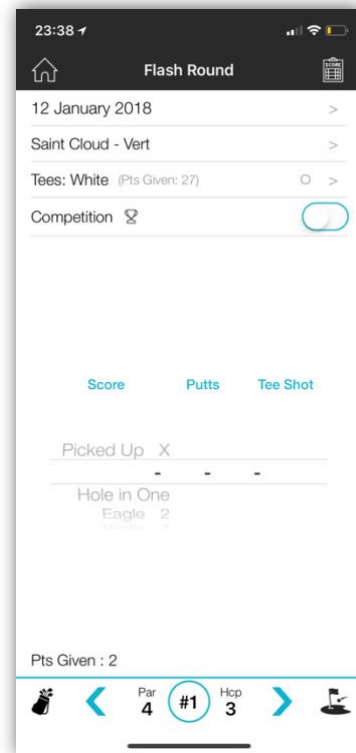 23:38
Flash Round
SCORE
12 January 2018 >
Saint Cloud - Vert >
Tees: White (Pts Given: 27) >
Competition
Score Putts Tee Shot
Picked Up X
- - -
Hole in One
Eagle 2
Pts Given : 2
Par 4 #1 Hcp 3